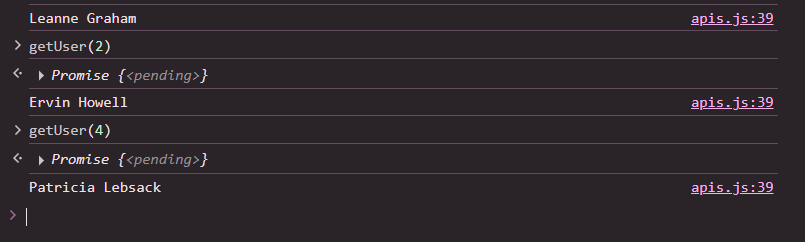 Leanne Graham apis.js:39
> getUser(2)
<· ▸ Promise {<pending>}
Ervin Howell apis.js:39
> getUser(4)
<· ▸ Promise {<pending>}
Patricia Lebsack apis.js:39
>